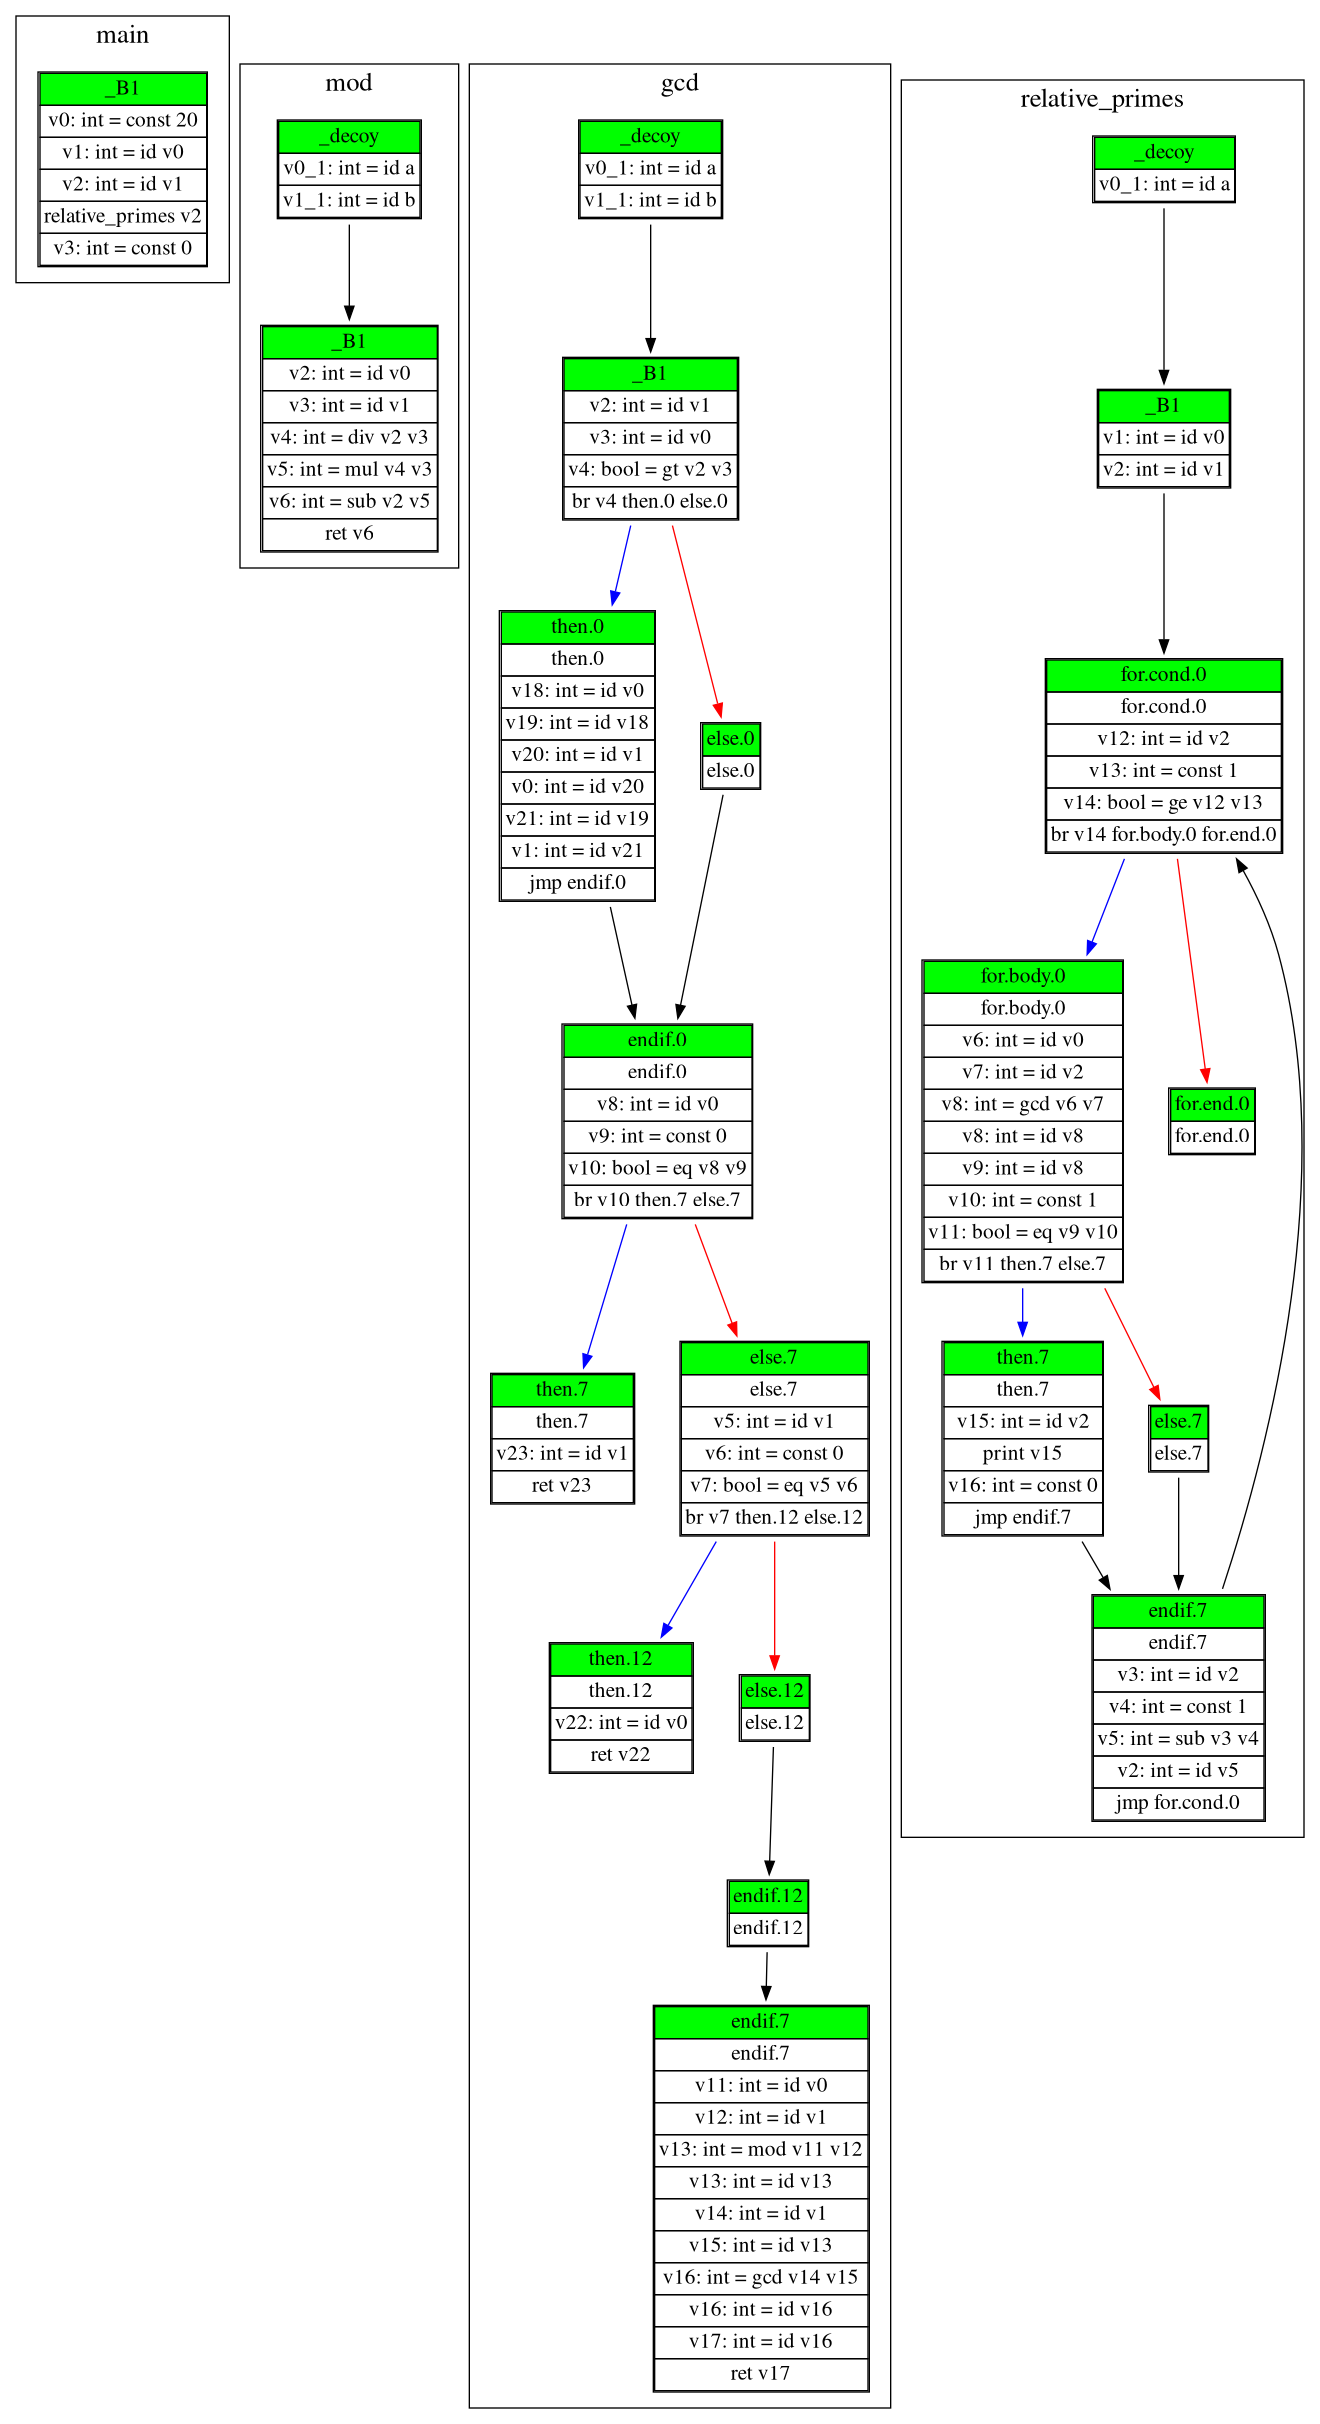 main
_B1
v0: int = const 20
v1: int = id v0
v2: int = id v1
relative_primes v2
v3: int = const 0
mod
_decoy
v0_1: int = id a
v1_1: int = id b
_B1
v2: int = id v0
v3: int = id v1
v4: int = div v2 v3
v5: int = mul v4 v3
v6: int = sub v2 v5
ret v6
gcd
_decoy
v0_1: int = id a
v1_1: int = id b
_B1
v2: int = id v1
v3: int = id v0
v4: bool = gt v2 v3
br v4 then.0 else.0
then.0
then.0
v18: int = id v0
v19: int = id v18
v20: int = id v1
v0: int = id v20
v21: int = id v19
v1: int = id v21
jmp endif.0
else.0
else.0
endif.0
endif.0
v8: int = id v0
v9: int = const 0
v10: bool = eq v8 v9
br v10 then.7 else.7
then.7
then.7
v23: int = id v1
ret v23
else.7
else.7
v5: int = id v1
v6: int = const 0
v7: bool = eq v5 v6
br v7 then.12 else.12
then.12
then.12
v22: int = id v0
ret v22
else.12
else.12
endif.12
endif.12
endif.7
endif.7
v11: int = id v0
v12: int = id v1
v13: int = mod v11 v12
v13: int = id v13
v14: int = id v1
v15: int = id v13
v16: int = gcd v14 v15
v16: int = id v16
v17: int = id v16
ret v17
relative_primes
_decoy
v0_1: int = id a
_B1
v1: int = id v0
v2: int = id v1
for.cond.0
for.cond.0
v12: int = id v2
v13: int = const 1
v14: bool = ge v12 v13
br v14 for.body.0 for.end.0
for.body.0
for.body.0
v6: int = id v0
v7: int = id v2
v8: int = gcd v6 v7
v8: int = id v8
v9: int = id v8
v10: int = const 1
v11: bool = eq v9 v10
br v11 then.7 else.7
for.end.0
for.end.0
then.7
then.7
v15: int = id v2
print v15
v16: int = const 0
jmp endif.7
else.7
else.7
endif.7
endif.7
v3: int = id v2
v4: int = const 1
v5: int = sub v3 v4
v2: int = id v5
jmp for.cond.0